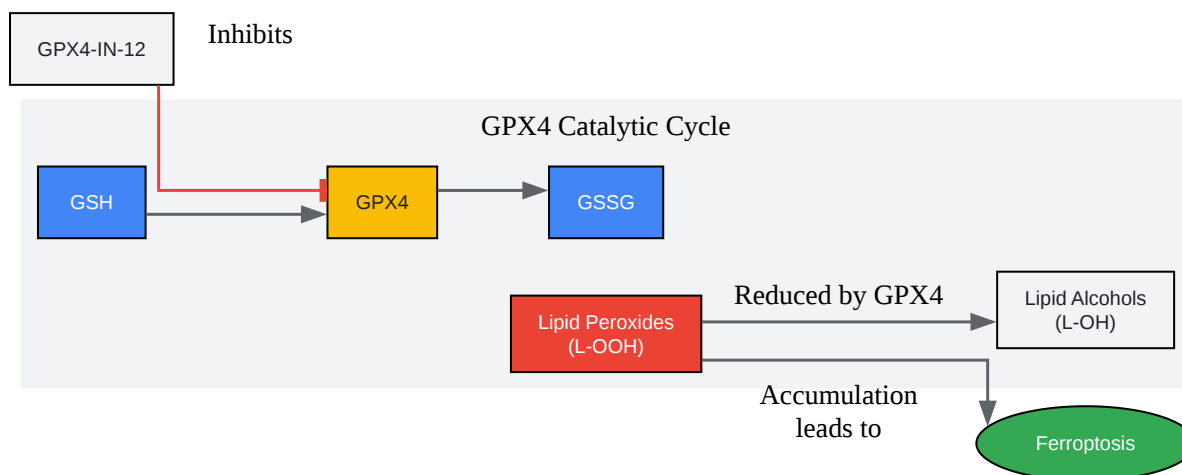 GPX4-IN-12
Inhibits
GPX4 Catalytic Cycle
GSH
GPX4
GSSG
Reduced by GPX4
Lipid Peroxides
(L-OOH)
Lipid Alcohols
(L-OH)
Accumulation
leads to
Ferroptosis